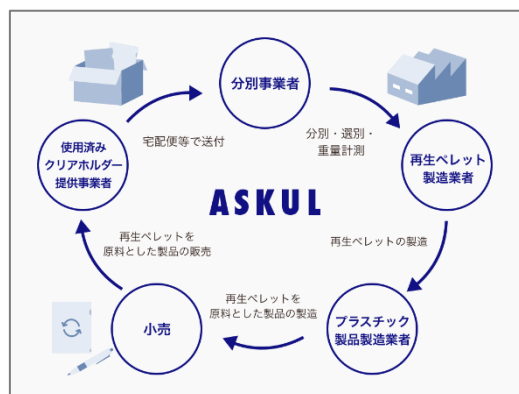 分別事業者
宅配便等で送付
分別・選別・
重量計測
使用済み
クリアホルダー
提供事業者
再生ペレット
製造業者
ASKUL
再生ペレットを
原料とした製品の販売
再生ペレットの製造
再生ペレットを
原料とした製品の製造
小売
プラスチック
製品製造業者